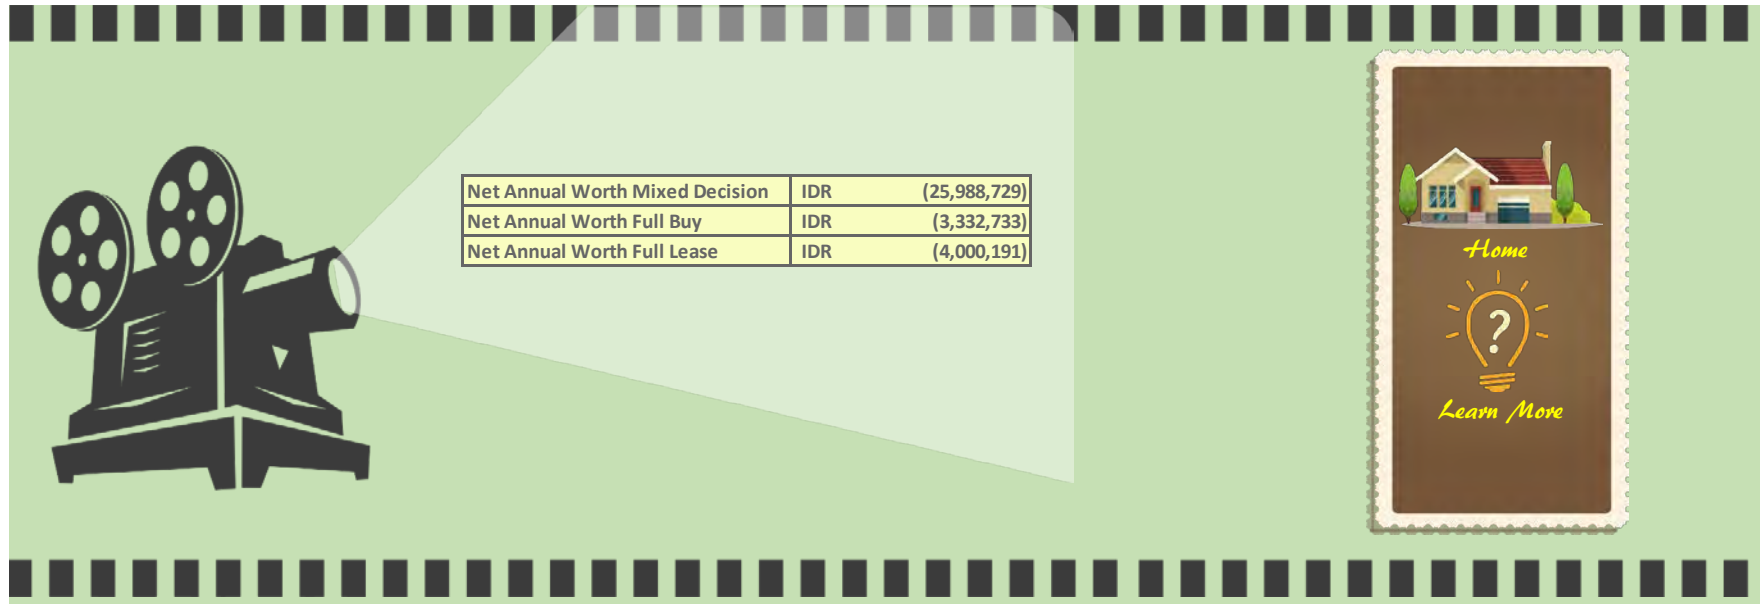 Net Annual Worth Mixed Decision IDR (25,988,729)
Net Annual Worth Full Buy IDR (3,332,733)
Net Annual Worth Full Lease IDR (4,000,191)
Home
?
Learn More